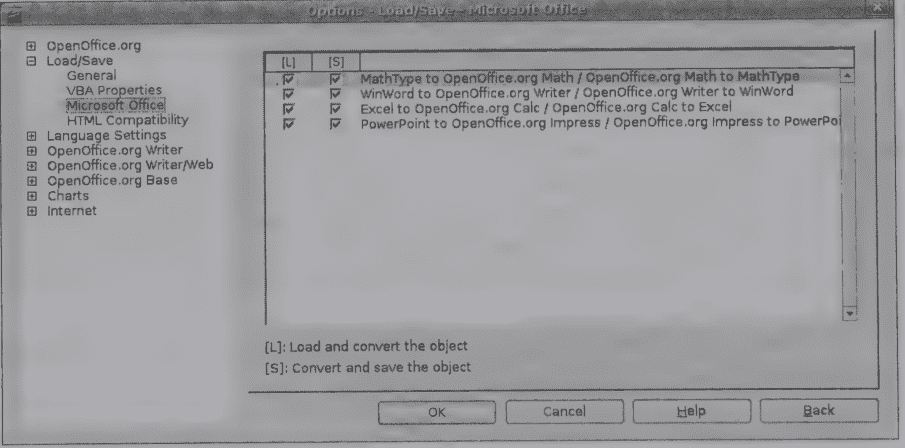 Options - Load/Save - Microsoft Office
OpenOffice.org
Load/Save
General
VBA Properties
Microsoft Office
HTML Compatibility
Language Settings
OpenOffice.org Writer
OpenOffice.org Writer/Web
OpenOffice.org Base
Charts
Internet
[L] [S]
MathType to OpenOffice.org Math / OpenOffice.org Math to MathType
WinWord to OpenOffice.org Writer / OpenOffice.org Writer to WinWord
Excel to OpenOffice.org Calc / OpenOffice.org Calc to Excel
PowerPoint to OpenOffice.org Impress / OpenOffice.org Impress to PowerPoi
[L]: Load and convert the object
[S]: Convert and save the object
OK Cancel Help Back